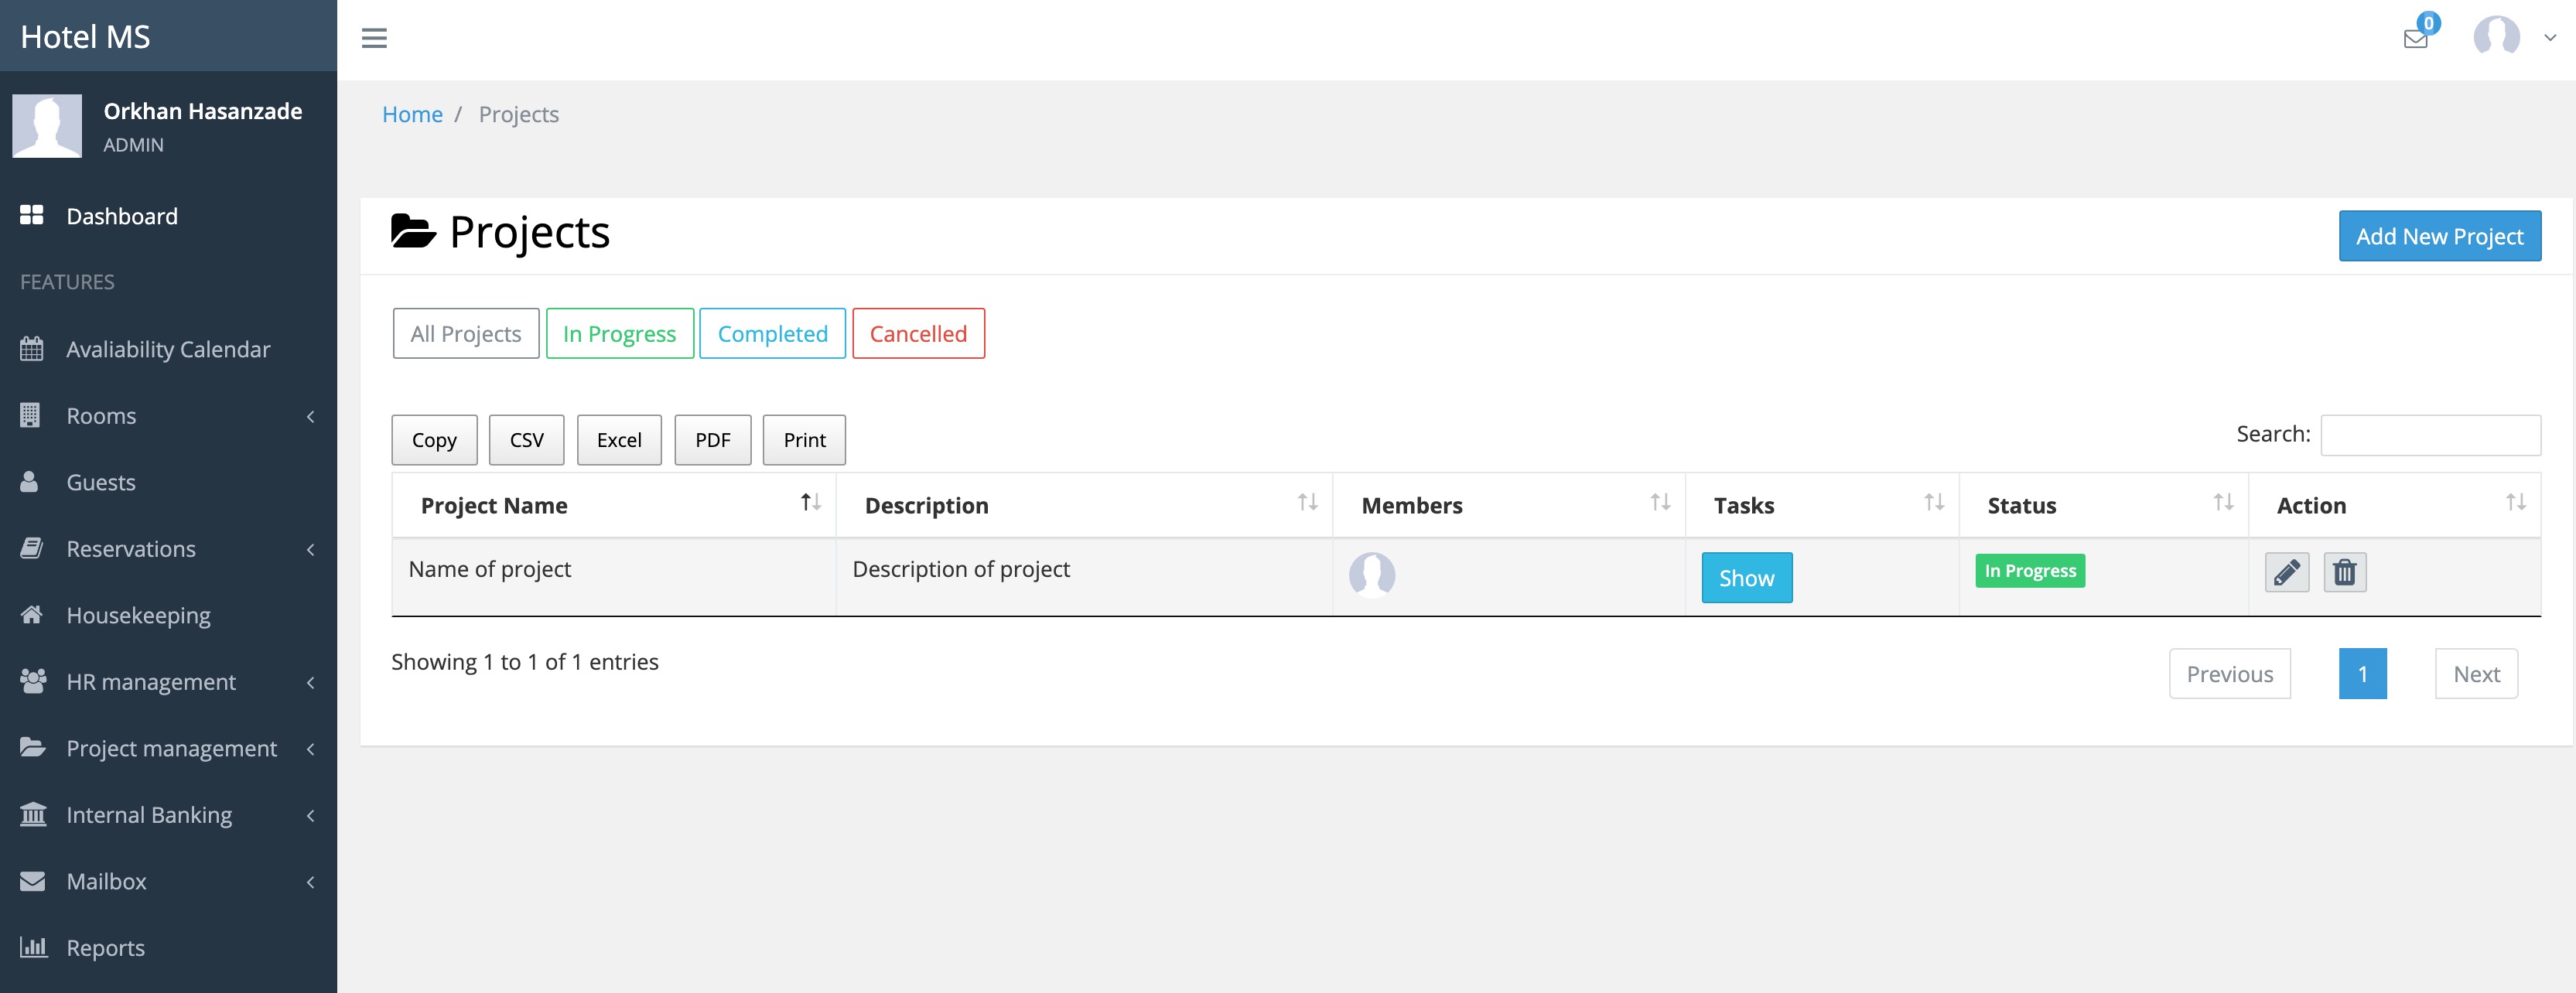 Hotel MS
0
Orkhan Hasanzade
ADMIN
Dashboard
FEATURES
Avaliability Calendar
Rooms
Guests
Reservations
Housekeeping
HR management
Project management
Internal Banking
Mailbox
Reports
Home / Projects
Projects
Add New Project
All Projects In Progress Completed Cancelled
Copy CSV Excel PDF Print
Search:
Project Name Description Members Tasks Status Action
Name of project Description of project Show In Progress
Showing 1 to 1 of 1 entries
Previous 1 Next